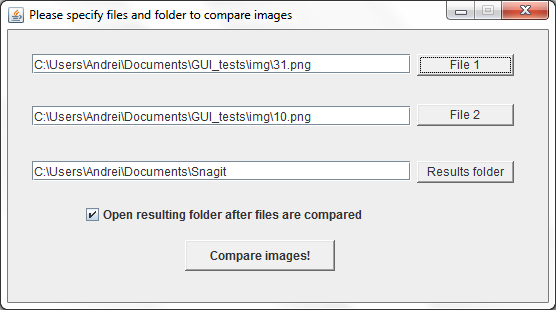 Please specify files and folder to compare images
C:\Users\Andrei\Documents\GUI_tests\img\31.png File 1
C:\Users\Andrei\Documents\GUI_tests\img\10.png File 2
C:\Users\Andrei\Documents\Snagit Results folder
Open resulting folder after files are compared
Compare images!